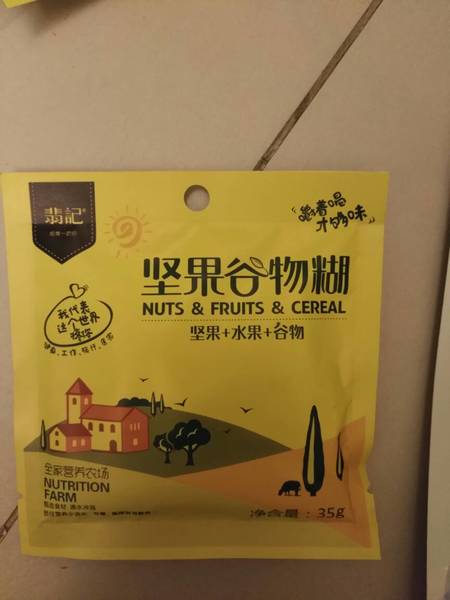 翡記®
嚼着喝
才够味
坚果谷物糊
NUTS & FRUITS & CEREAL
坚果+水果+谷物
我代表
这个世界
疼你
全家营养农场
NUTRITION
FARM
净含量：35g